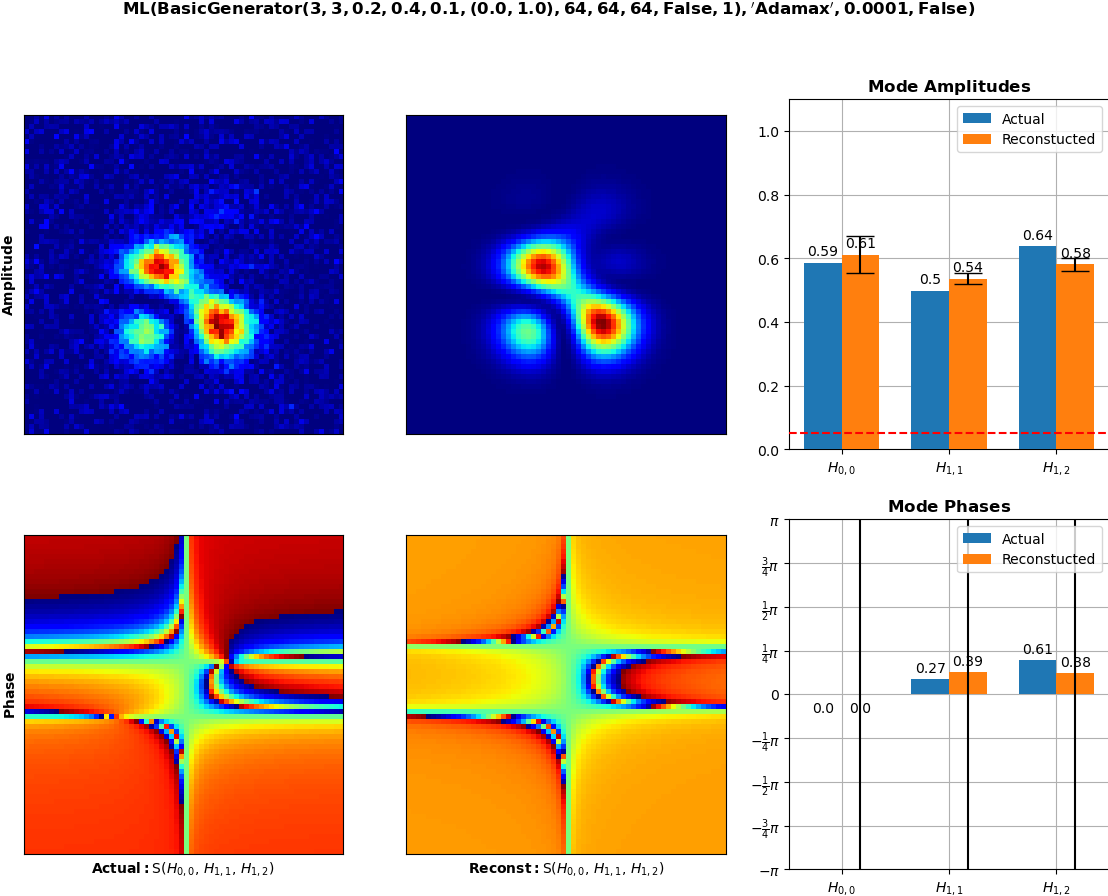 ML(BasicGenerator(3, 3, 0.2, 0.4, 0.1, (0.0, 1.0), 64, 64, 64, False, 1), ′Adamax′, 0.0001, False)
Mode Amplitudes
Actual
Reconstucted
1.0
0.8
0.6
0.4
0.2
0.0
0.59
0.61
0.5
0.54
0.64
0.58
H0,0
H1,1
H1,2
Amplitude
Mode Phases
Actual
Reconstucted
π
3/4π
1/2π
1/4π
0
−1/4π
−1/2π
−3/4π
−π
0.0
0.0
0.27
0.39
0.61
0.38
H0,0
H1,1
H1,2
Phase
Actual: S(H0,0, H1,1, H1,2)
Reconst: S(H0,0, H1,1, H1,2)